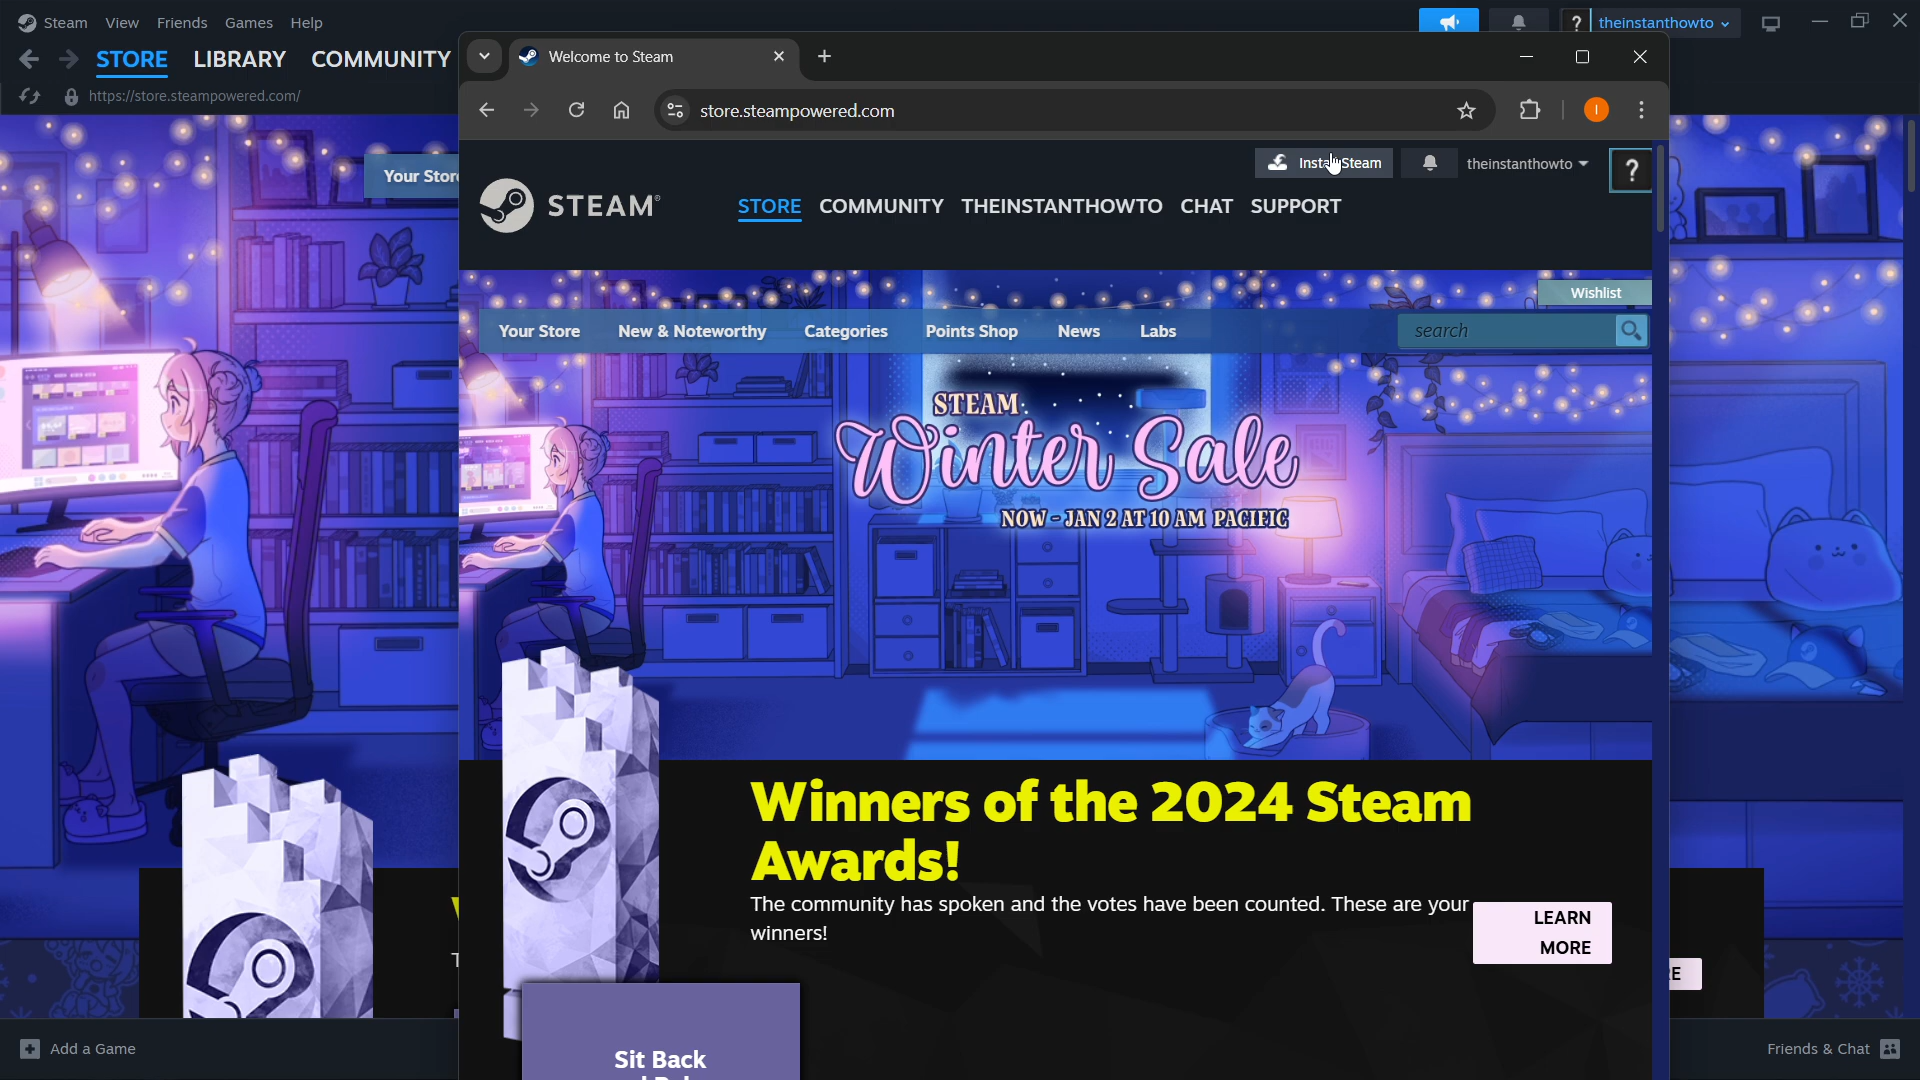 Steam View Friends Games Help
theinstanthowto
STORE LIBRARY COMMUNITY
https://store.steampowered.com/
Your Store
Welcome to Steam
store.steampowered.com
I
Install Steam
theinstanthowto
?
STEAM®
STORE COMMUNITY THEINSTANTHOWTO CHAT SUPPORT
Wishlist
Your Store New & Noteworthy Categories Points Shop News Labs
search
STEAM
Winter Sale
NOW - JAN 2 AT 10 AM PACIFIC
Winners of the 2024 Steam
Awards!
The community has spoken and the votes have been counted. These are your
winners!
LEARN
MORE
Sit Back
Add a Game
Friends & Chat